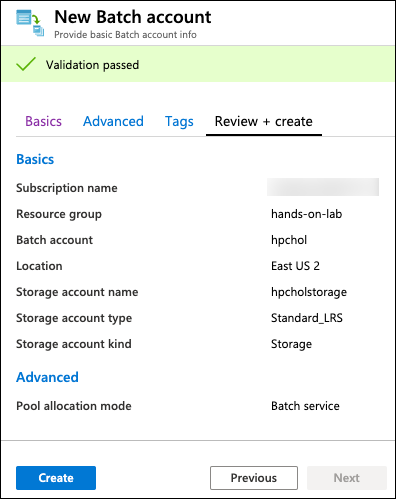 New Batch account
Provide basic Batch account info
Validation passed
Basics Advanced Tags Review + create
Basics
Subscription name
Resource group hands-on-lab
Batch account hpchol
Location East US 2
Storage account name hpcholstorage
Storage account type Standard_LRS
Storage account kind Storage
Advanced
Pool allocation mode Batch service
Create Previous Next